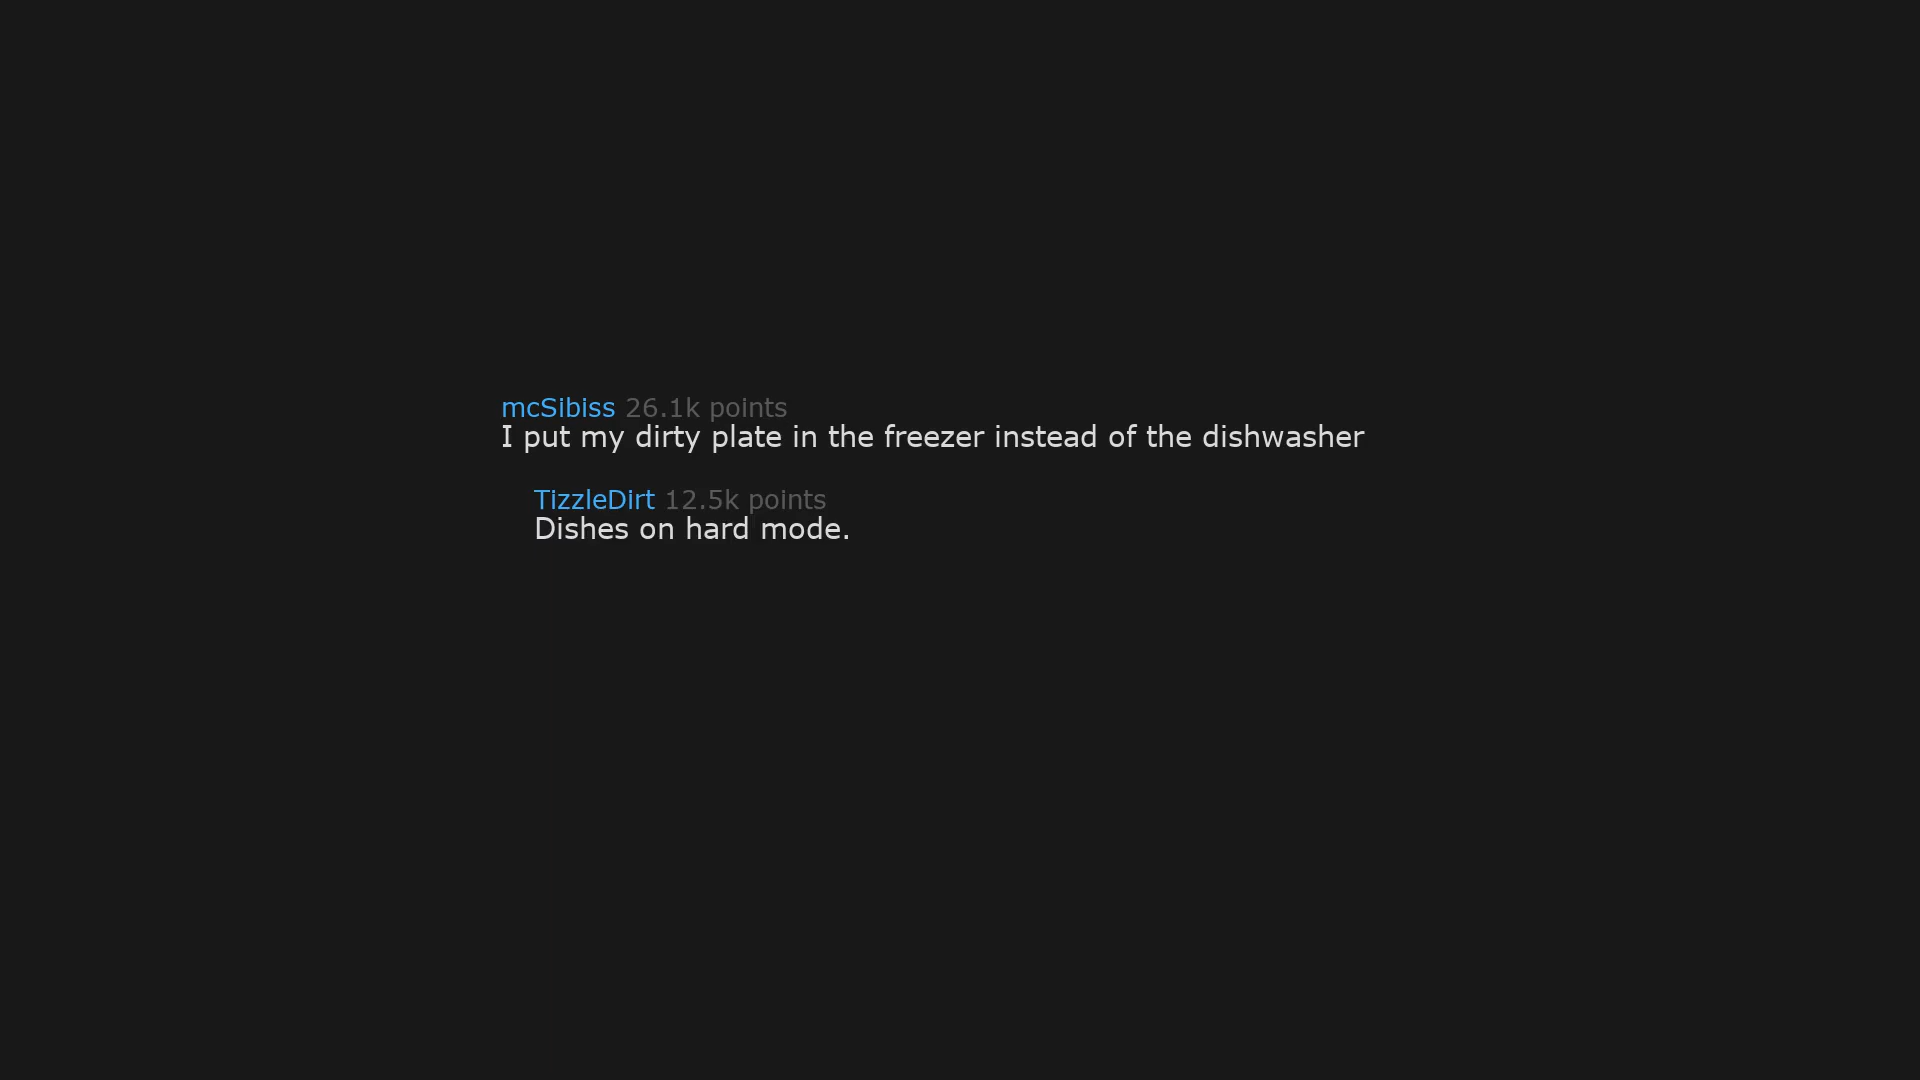 mcSibiss 26.1k points
I put my dirty plate in the freezer instead of the dishwasher
TizzleDirt 12.5k points
Dishes on hard mode.